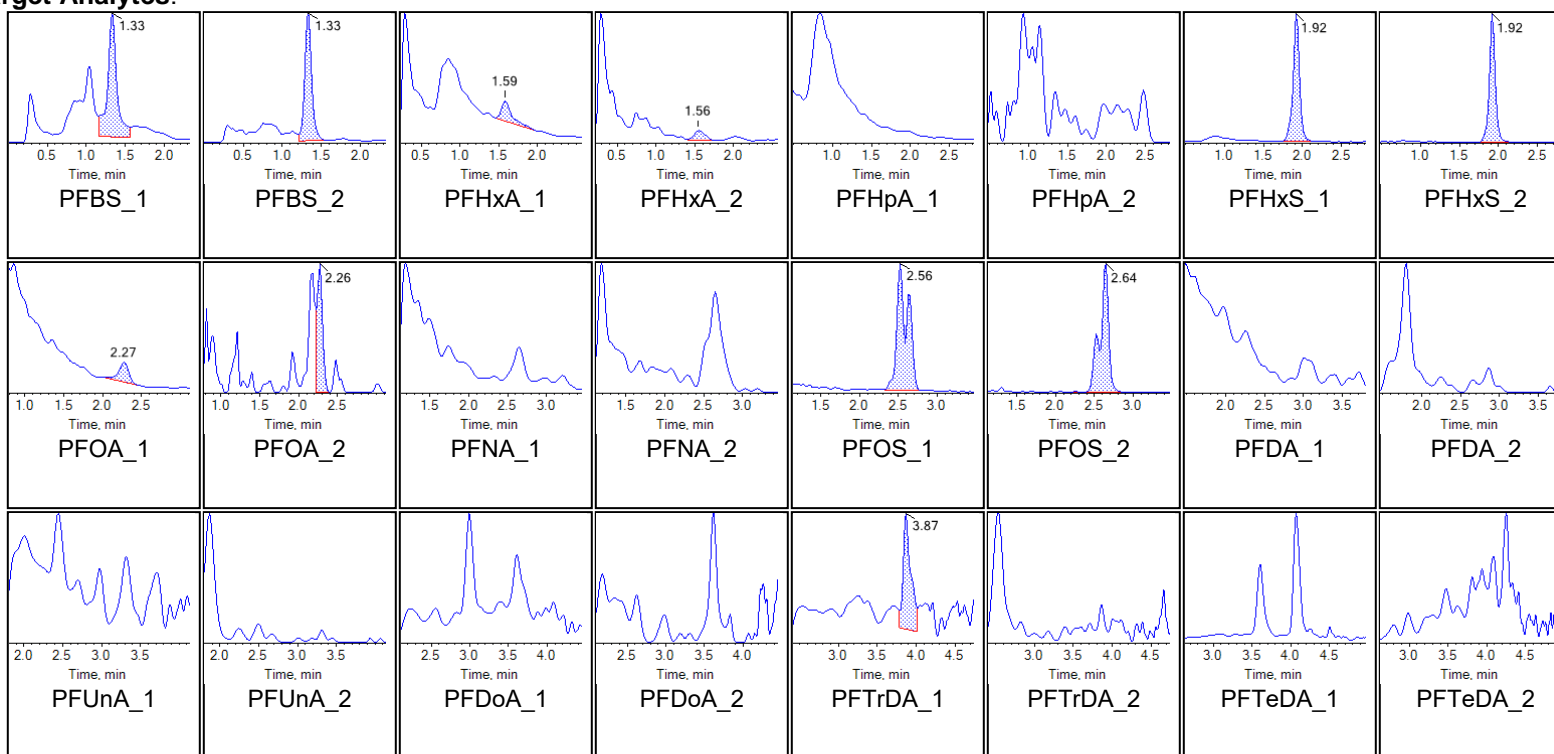 rget Analytes:
1.33 1.33 1.59 1.56 1.92 1.92
0.5 1.0 1.5 2.0 0.5 1.0 1.5 2.0 0.5 1.0 1.5 2.0 0.5 1.0 1.5 2.0 1.0 1.5 2.0 2.5 1.0 1.5 2.0 2.5 1.0 1.5 2.0 2.5 1.0 1.5 2.0 2.5
Time, min Time, min Time, min Time, min Time, min Time, min Time, min Time, min
PFBS_1 PFBS_2 PFHxA_1 PFHxA_2 PFHpA_1 PFHpA_2 PFHxS_1 PFHxS_2
2.27 2.26 2.56 2.64
1.0 1.5 2.0 2.5 1.0 1.5 2.0 2.5 1.5 2.0 2.5 3.0 1.5 2.0 2.5 3.0 1.5 2.0 2.5 3.0 1.5 2.0 2.5 3.0 2.0 2.5 3.0 3.5 2.0 2.5 3.0 3.5
Time, min Time, min Time, min Time, min Time, min Time, min Time, min Time, min
PFOA_1 PFOA_2 PFNA_1 PFNA_2 PFOS_1 PFOS_2 PFDA_1 PFDA_2
3.87
2.0 2.5 3.0 3.5 2.0 2.5 3.0 3.5 2.5 3.0 3.5 4.0 2.5 3.0 3.5 4.0 3.0 3.5 4.0 4.5 3.0 3.5 4.0 4.5 3.0 3.5 4.0 4.5 3.0 3.5 4.0 4.5
Time, min Time, min Time, min Time, min Time, min Time, min Time, min Time, min
PFUnA_1 PFUnA_2 PFDoA_1 PFDoA_2 PFTrDA_1 PFTrDA_2 PFTeDA_1 PFTeDA_2